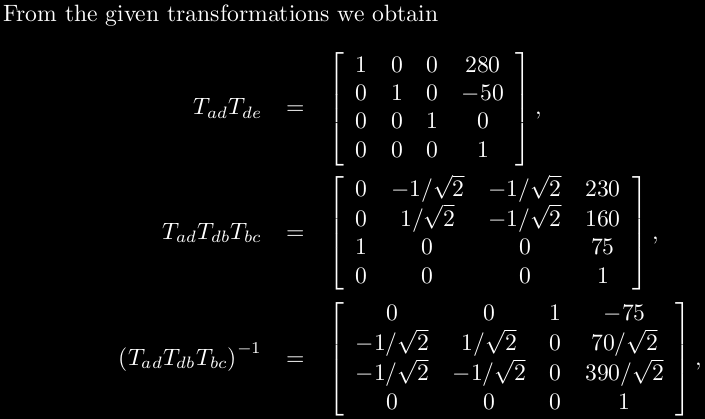 From the given transformations we obtain
T_{ad}T_{de} = \begin{bmatrix} 1 & 0 & 0 & 280 \\ 0 & 1 & 0 & -50 \\ 0 & 0 & 1 & 0 \\ 0 & 0 & 0 & 1 \end{bmatrix},
T_{ad}T_{db}T_{bc} = \begin{bmatrix} 0 & -1/\sqrt{2} & -1/\sqrt{2} & 230 \\ 0 & 1/\sqrt{2} & -1/\sqrt{2} & 160 \\ 1 & 0 & 0 & 75 \\ 0 & 0 & 0 & 1 \end{bmatrix},
(T_{ad}T_{db}T_{bc})^{-1} = \begin{bmatrix} 0 & 0 & 1 & -75 \\ -1/\sqrt{2} & 1/\sqrt{2} & 0 & 70/\sqrt{2} \\ -1/\sqrt{2} & -1/\sqrt{2} & 0 & 390/\sqrt{2} \\ 0 & 0 & 0 & 1 \end{bmatrix},